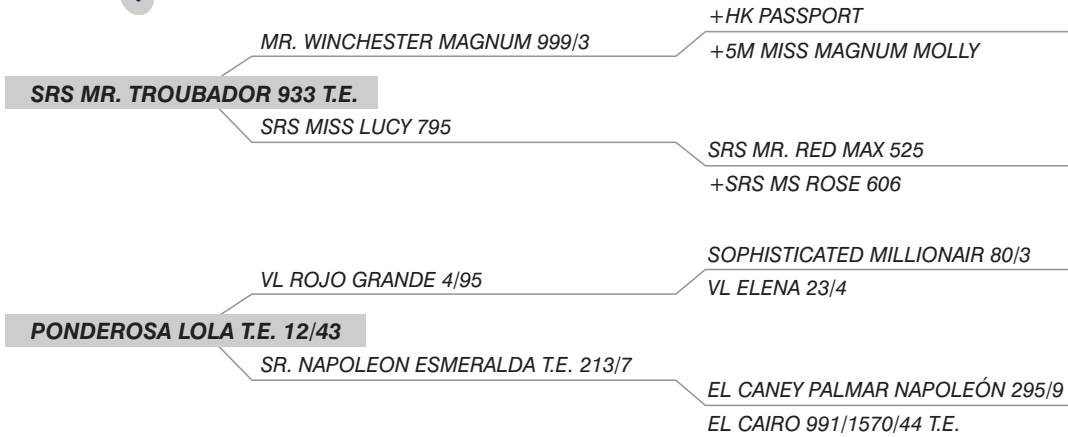 +HK PASSPORT
MR. WINCHESTER MAGNUM 999/3
+5M MISS MAGNUM MOLLY
SRS MR. TROUBADOR 933 T.E.
SRS MISS LUCY 795
SRS MR. RED MAX 525
+SRS MS ROSE 606
SOPHISTICATED MILLIONAIR 80/3
VL ROJO GRANDE 4/95
VL ELENA 23/4
PONDEROSA LOLA T.E. 12/43
SR. NAPOLEON ESMERALDA T.E. 213/7
EL CANEY PALMAR NAPOLEÓN 295/9
EL CAIRO 991/1570/44 T.E.